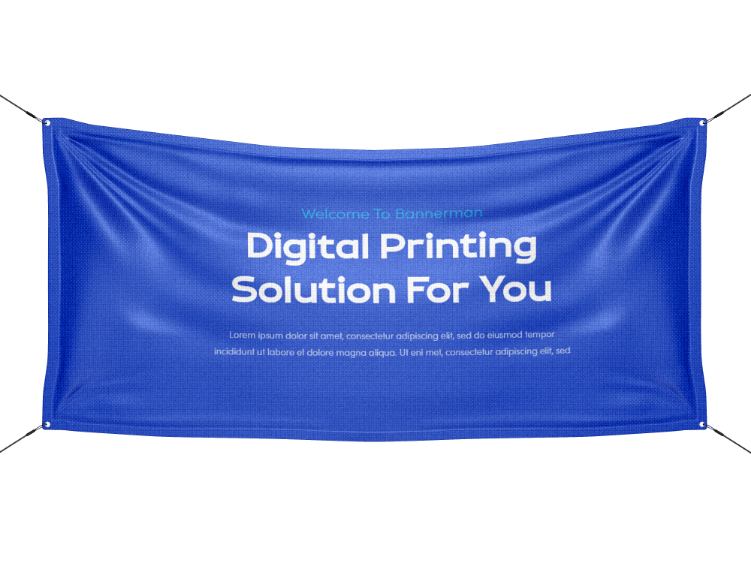 Welcome To Bannerman
Digital Printing
Solution For You
Lorem ipsum dolor sit amet, consectetur adipiscing elit, sed do eiusmod tempor
incididunt ut labore et dolore magna aliqua. Ut eni met, consectetur adipiscing elit, sed